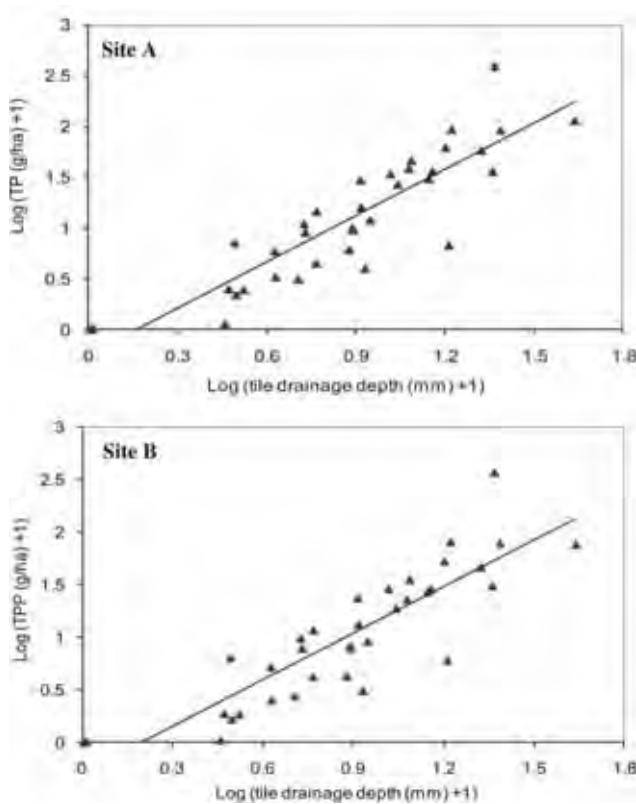 Site A
Log (TP (g/ha) +1)
3
2.5
2
1.5
1
0.5
0
0 0.3 0.6 0.9 1.2 1.5 1.8
Log (tile drainage depth (mm) +1)
Site B
Log (TPP (g/ha) +1)
3
2.5
2
1.5
1
0.5
0
0 0.3 0.6 0.9 1.2 1.5 1.8
Log (tile drainage depth (mm) +1)